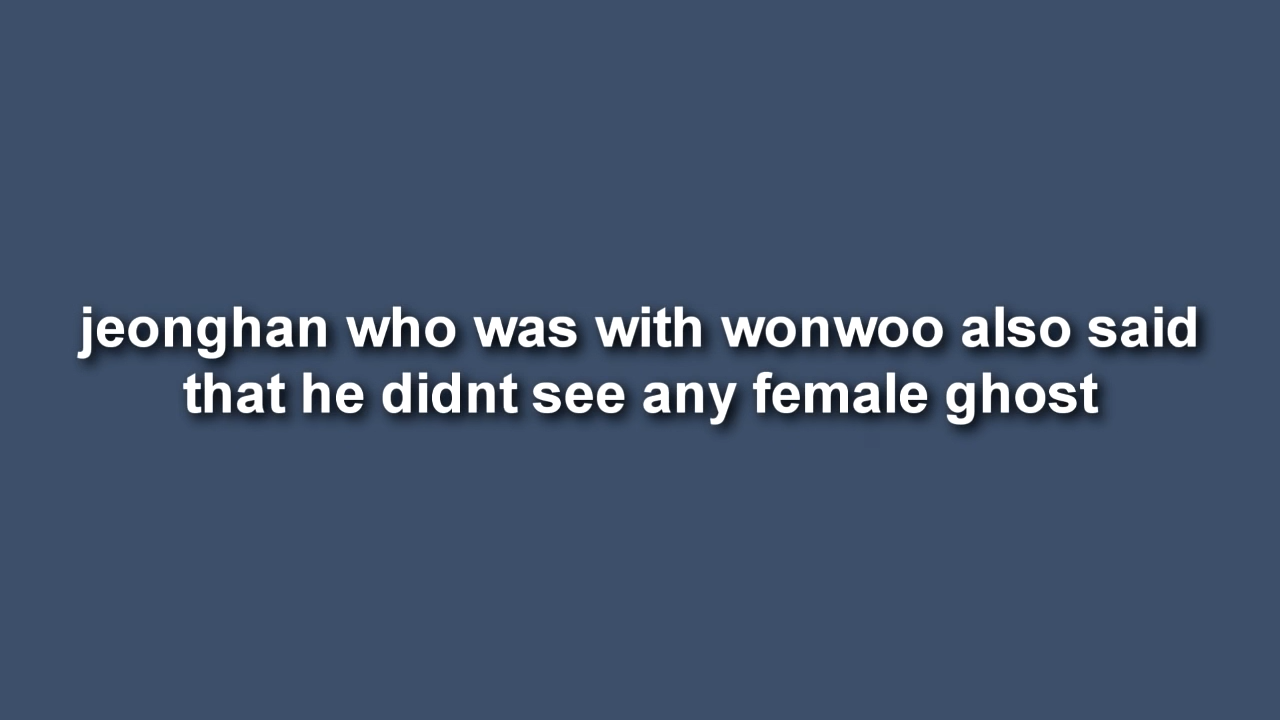 jeonghan who was with wonwoo also said
that he didnt see any female ghost